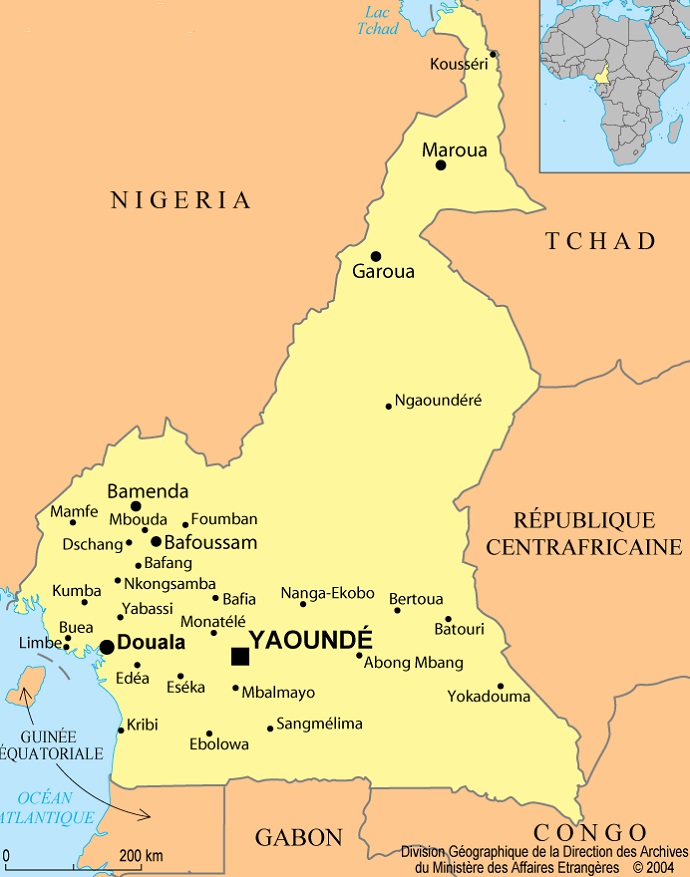 Lac
Tchad
Kousséri
Maroua
NIGERIA
TCHAD
Garoua
Ngaoundéré
Bamenda
Mamfe
Mbouda
Foumban
Dschang
Bafoussam
Bafang
Nkongsamba
Kumba
Yabassi
Bafia
Nanga-Ekobo
Bertoua
RÉPUBLIQUE
CENTRAFRICAINE
Buea
Monatélé
Batouri
Limbe
Douala
YAOUNDÉ
Abong Mbang
Edéa
Eséka
Mbalmayo
Yokadouma
Kribi
Sangmélima
Ebolowa
GUINÉE
ÉQUATORIALE
OCÉAN
ATLANTIQUE
GABON
CONGO
0 200 km
Division Géographique de la Direction des Archives
du Ministère des Affaires Etrangères © 2004